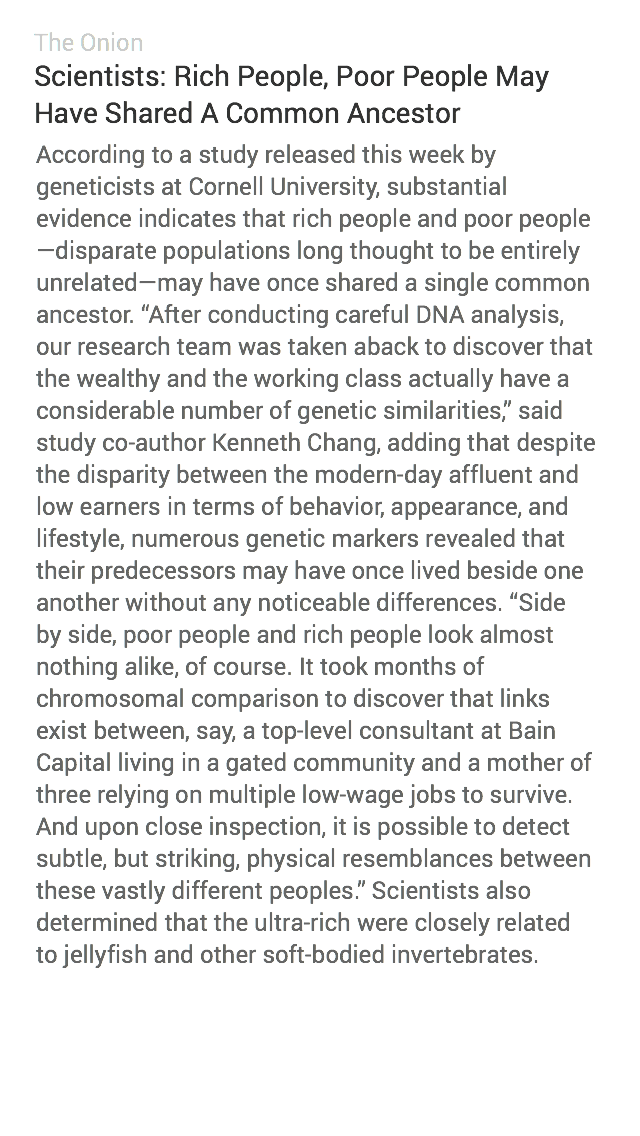 The Onion
Scientists: Rich People, Poor People May
Have Shared A Common Ancestor
According to a study released this week by
geneticists at Cornell University, substantial
evidence indicates that rich people and poor people
—disparate populations long thought to be entirely
unrelated—may have once shared a single common
ancestor. “After conducting careful DNA analysis,
our research team was taken aback to discover that
the wealthy and the working class actually have a
considerable number of genetic similarities,” said
study co-author Kenneth Chang, adding that despite
the disparity between the modern-day affluent and
low earners in terms of behavior, appearance, and
lifestyle, numerous genetic markers revealed that
their predecessors may have once lived beside one
another without any noticeable differences. “Side
by side, poor people and rich people look almost
nothing alike, of course. It took months of
chromosomal comparison to discover that links
exist between, say, a top-level consultant at Bain
Capital living in a gated community and a mother of
three relying on multiple low-wage jobs to survive.
And upon close inspection, it is possible to detect
subtle, but striking, physical resemblances between
these vastly different peoples.” Scientists also
determined that the ultra-rich were closely related
to jellyfish and other soft-bodied invertebrates.